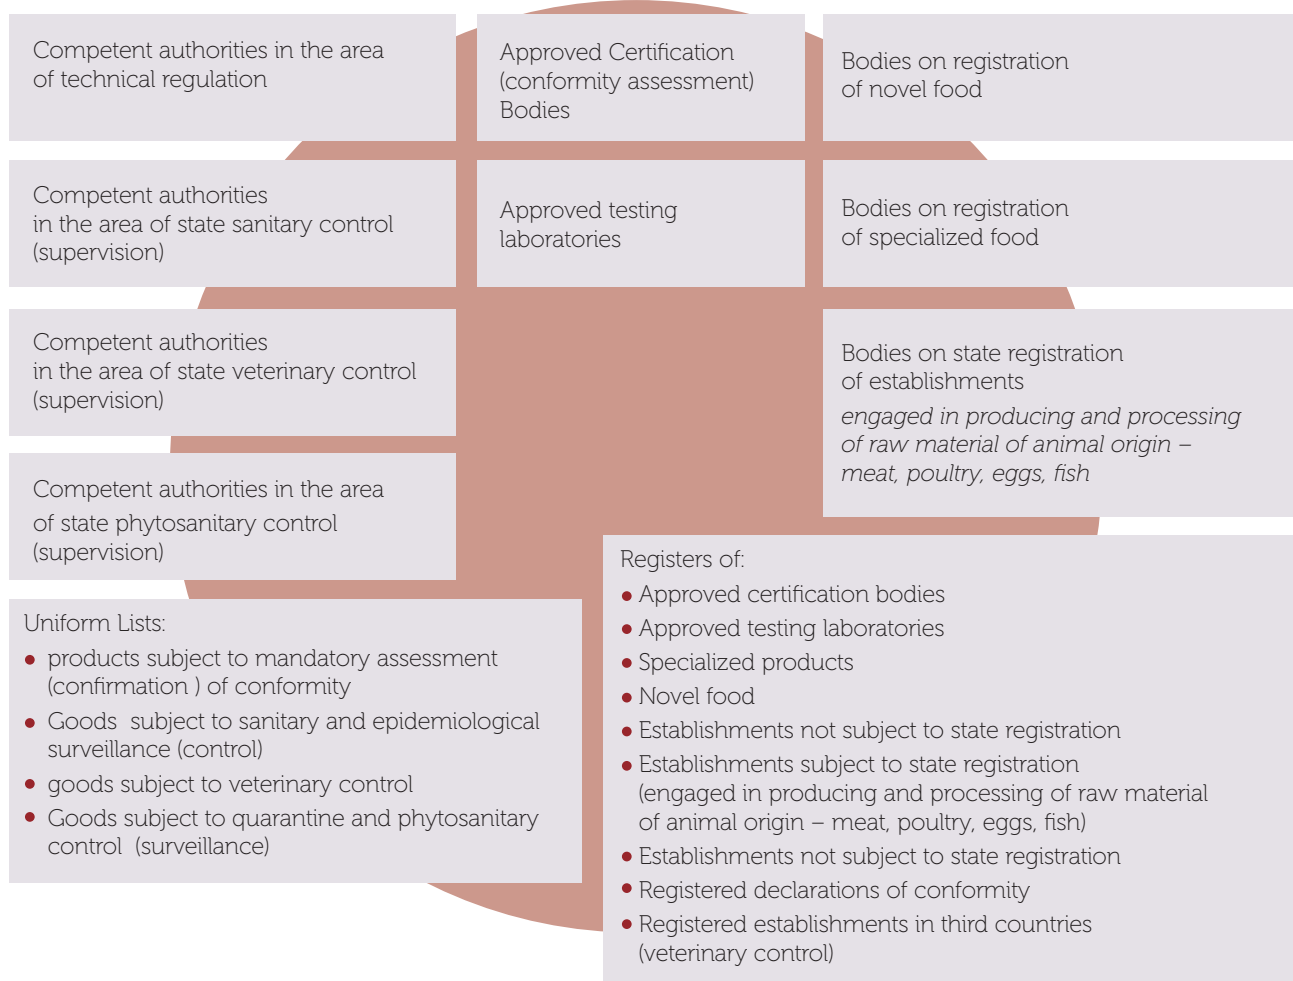 Competent authorities in the area
of technical regulation
Approved Certification
(conformity assessment)
Bodies
Bodies on registration
of novel food
Competent authorities
in the area of state sanitary control
(supervision)
Approved testing
laboratories
Bodies on registration
of specialized food
Competent authorities
in the area of state veterinary control
(supervision)
Bodies on state registration
of establishments
engaged in producing and processing
of raw material of animal origin –
meat, poultry, eggs, fish
Competent authorities in the area
of state phytosanitary control
(supervision)
Uniform Lists:
• products subject to mandatory assessment
(confirmation ) of conformity
• Goods  subject to sanitary and epidemiological
surveillance (control)
• goods subject to veterinary control
• Goods subject to quarantine and phytosanitary
control  (surveillance)
Registers of:
• Approved certification bodies
• Approved testing laboratories
• Specialized products
• Novel food
• Establishments not subject to state registration
• Establishments subject to state registration
(engaged in producing and processing of raw material
of animal origin – meat, poultry, eggs, fish)
• Establishments not subject to state registration
• Registered declarations of conformity
• Registered establishments in third countries
(veterinary control)